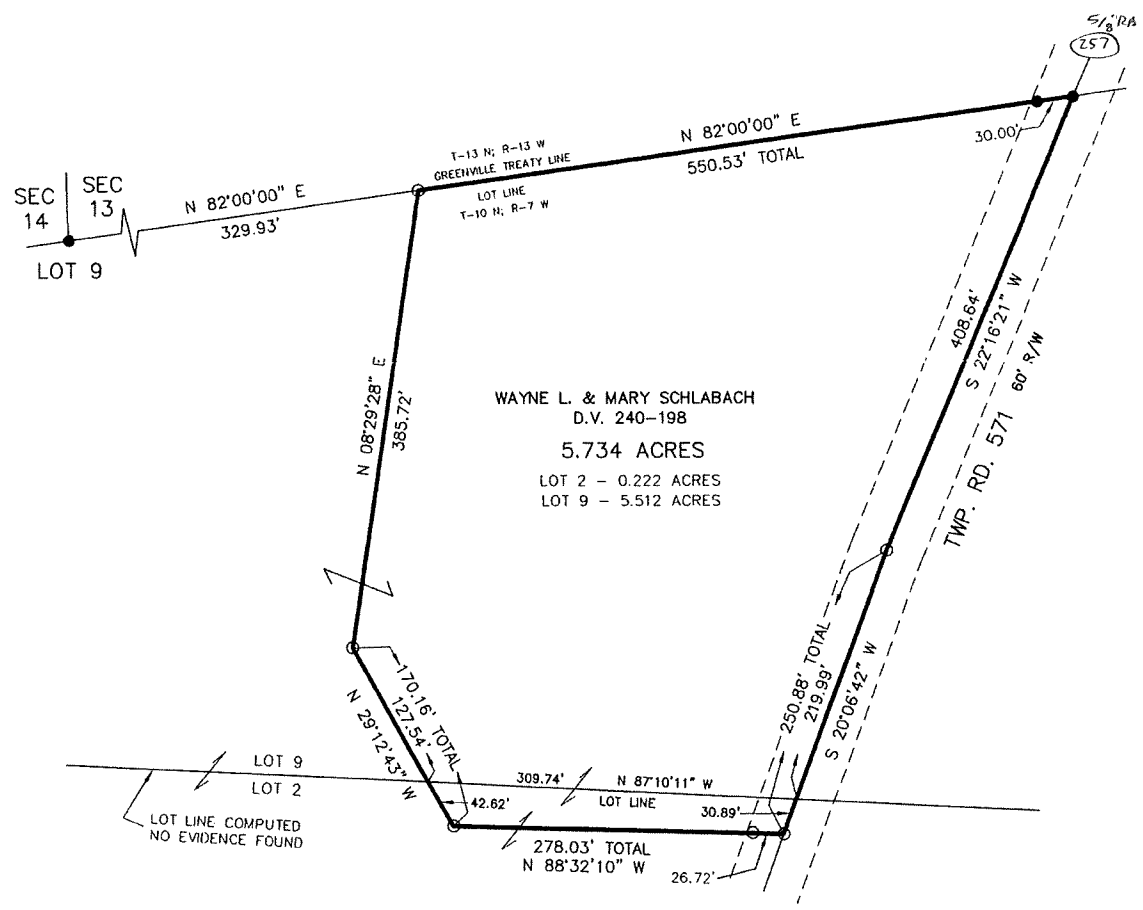 5/8" RB
257
N 82°00'00" E
550.53' TOTAL
30.00'
T-13 N; R-13 W
GREENVILLE TREATY LINE
LOT LINE
T-10 N; R-7 W
SEC 14
SEC 13
N 82°00'00" E
329.93'
LOT 9
N 08°29'28" E
385.72'
WAYNE L. & MARY SCHLABACH
D.V. 240-198
5.734 ACRES
LOT 2 - 0.222 ACRES
LOT 9 - 5.512 ACRES
408.64'
S 22°16'21" W
TWP. RD. 571 60' R/W
250.88' TOTAL
219.99'
S 20°06'42" W
170.16' TOTAL
127.54'
N 29°12'43" W
LOT 9
LOT 2
309.74'
N 87°10'11" W
LOT LINE
42.62'
30.89'
LOT LINE COMPUTED
NO EVIDENCE FOUND
278.03' TOTAL
N 88°32'10" W
26.72'